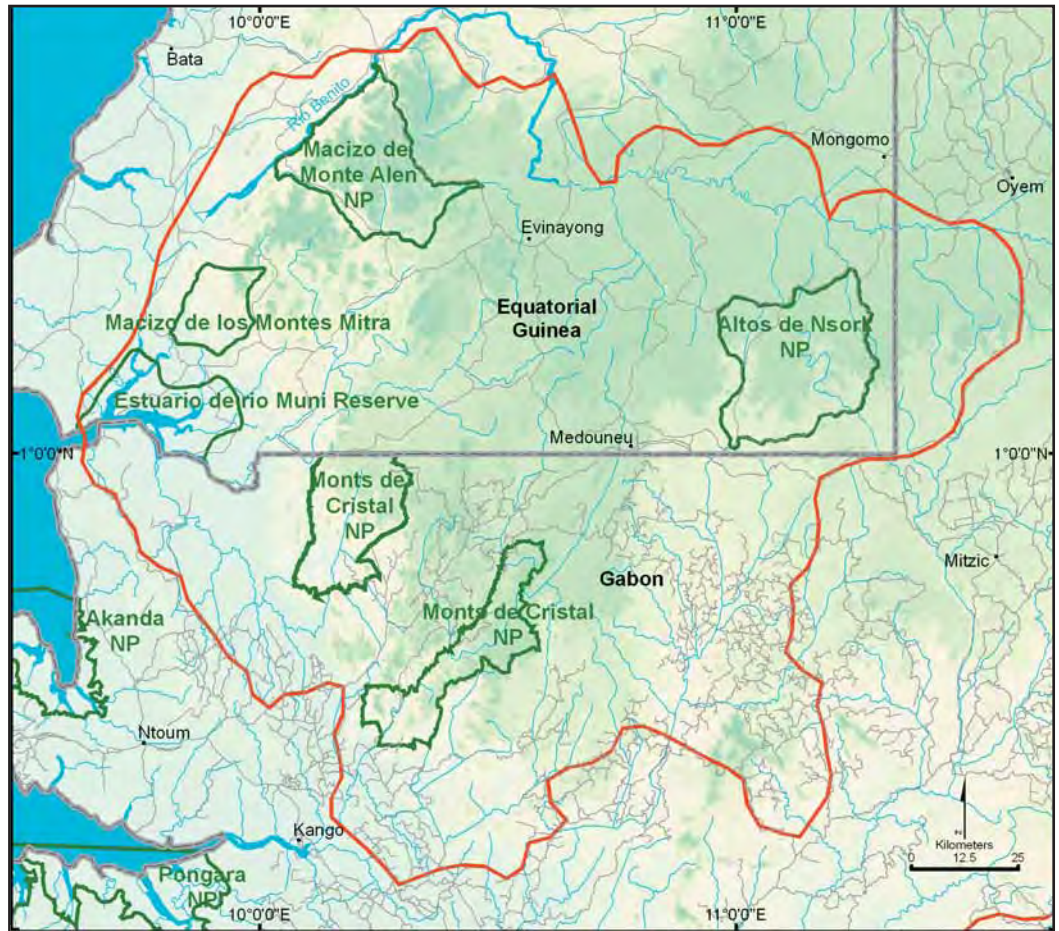 10°0'0"E
11°0'0"E
Bata
Rio Benito
Mongomo
Macizo de
Monte Alen
NP
Oyem
Evinayong
Equatorial
Guinea
Macizo de los Montes Mitra
Altos de Nsork
NP
Estuario de rio Muni Reserve
Medouneu
1°0'0"N
1°0'0"N
Monts de
Cristal
NP
Mitzic
Gabon
Monts de Cristal
NP
Akanda
NP
Ntoum
Kango
N
Kilometers
0 12.5 25
Pongara
NP
10°0'0"E
11°0'0"E